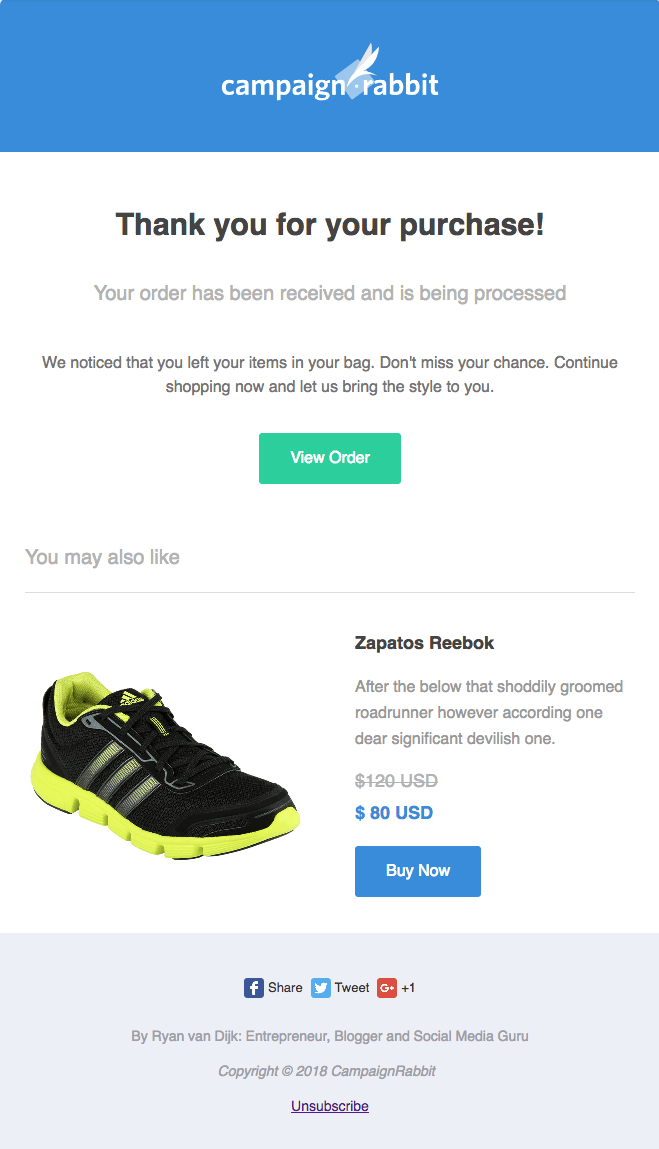 campaign rabbit
Thank you for your purchase!
Your order has been received and is being processed
We noticed that you left your items in your bag. Don't miss your chance. Continue
shopping now and let us bring the style to you.
View Order
You may also like
Zapatos Reebok
After the below that shoddily groomed
roadrunner however according one
dear significant devilish one.
$120 USD
$ 80 USD
Buy Now
adidas
adidas
f Share Tweet G+ +1
By Ryan van Dijk: Entrepreneur, Blogger and Social Media Guru
Copyright © 2018 CampaignRabbit
Unsubscribe